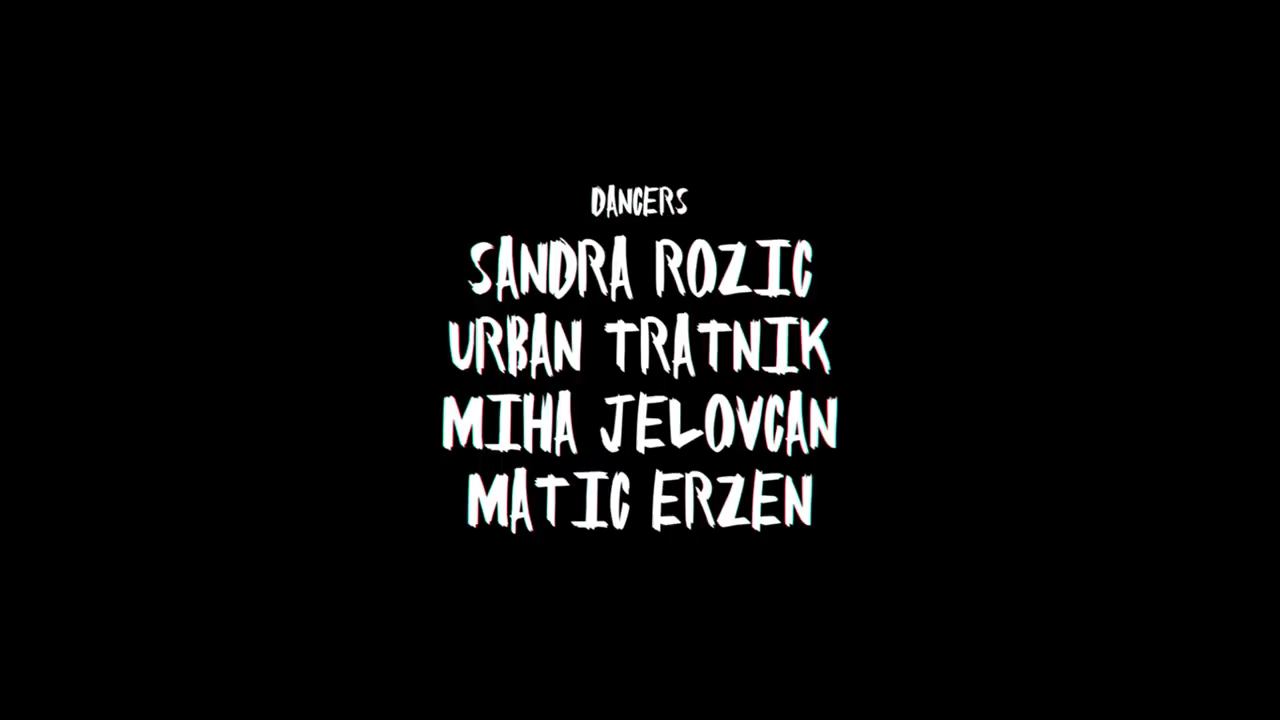 DANCERS
SANDRA ROZIC
URBAN TRATNIK
MIHA JELOVCAN
MATIC ERZEN